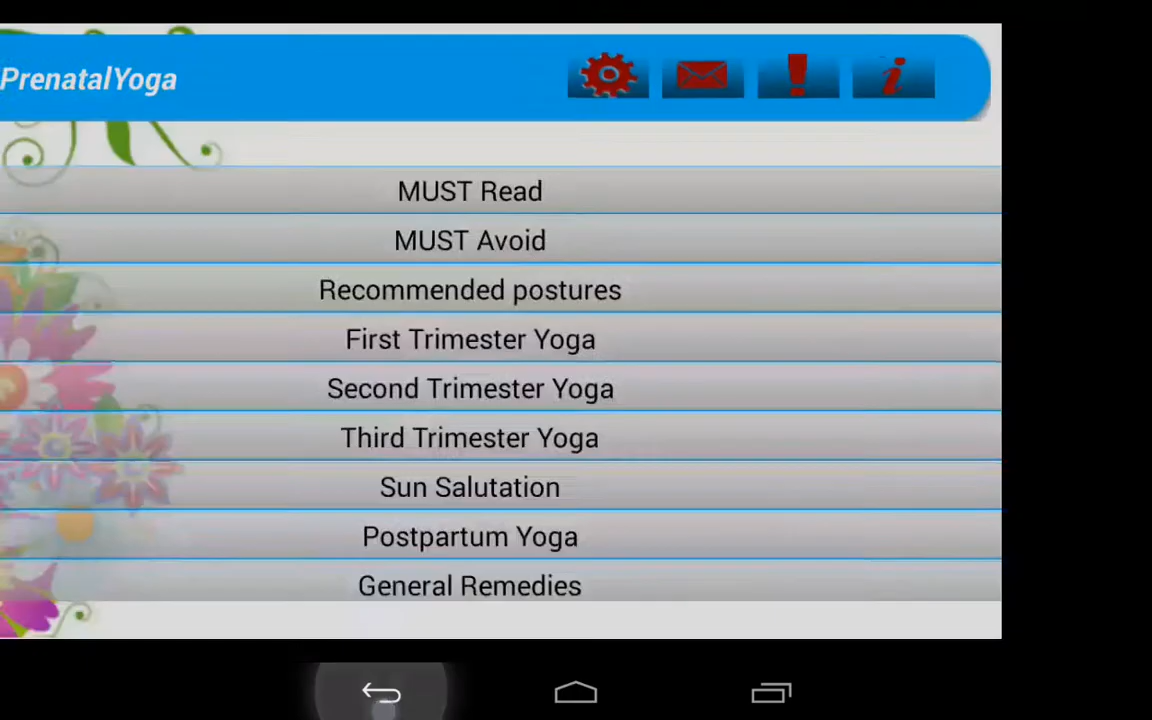 PrenatalYoga
MUST Read
MUST Avoid
Recommended postures
First Trimester Yoga
Second Trimester Yoga
Third Trimester Yoga
Sun Salutation
Postpartum Yoga
General Remedies